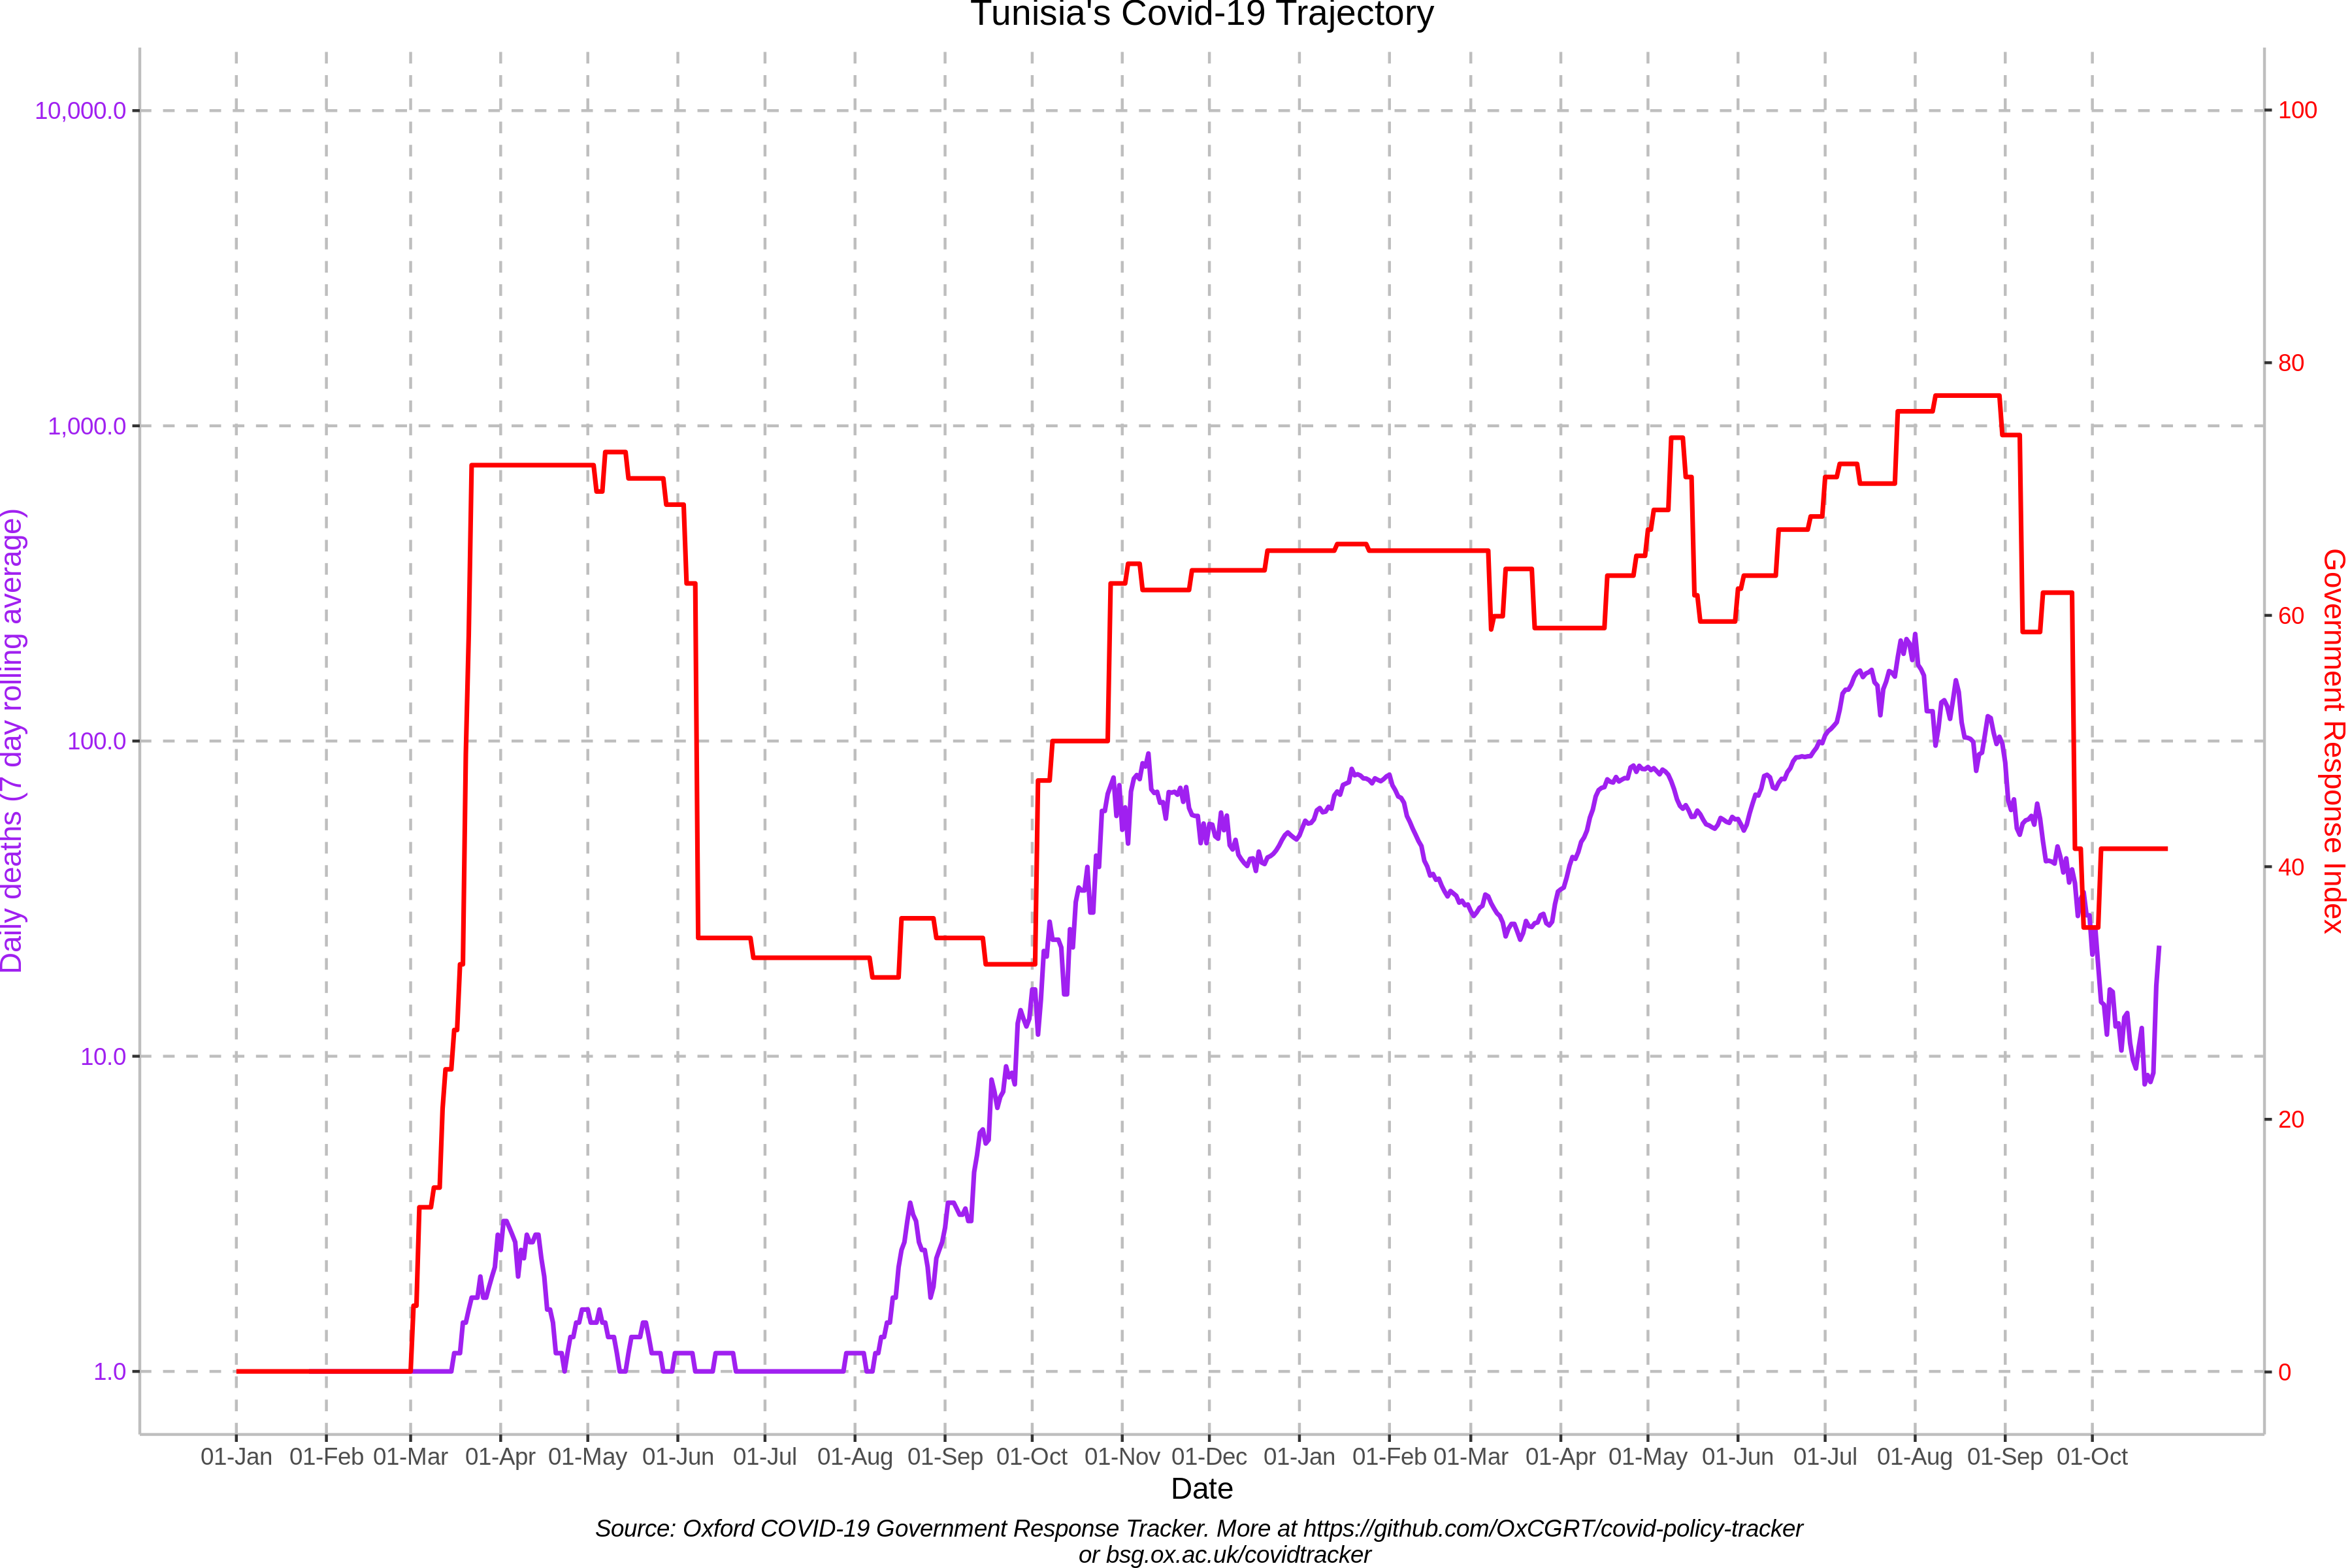 Tunisia's Covid-19 Trajectory
10,000.0
1,000.0
100.0
10.0
1.0
Daily deaths (7 day rolling average)
100
80
60
40
20
0
Government Response Index
01-Jan 01-Feb 01-Mar 01-Apr 01-May 01-Jun 01-Jul 01-Aug 01-Sep 01-Oct 01-Nov 01-Dec 01-Jan 01-Feb 01-Mar 01-Apr 01-May 01-Jun 01-Jul 01-Aug 01-Sep 01-Oct
Date
Source: Oxford COVID-19 Government Response Tracker. More at https://github.com/OxCGRT/covid-policy-tracker
or bsg.ox.ac.uk/covidtracker